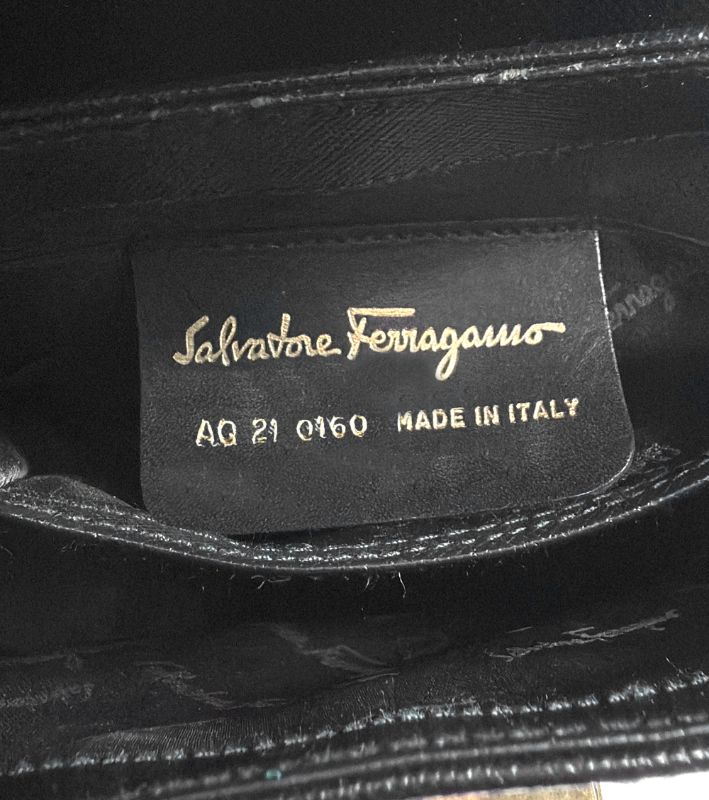 Salvatore Ferragamo
AQ 21 0160 MADE IN ITALY